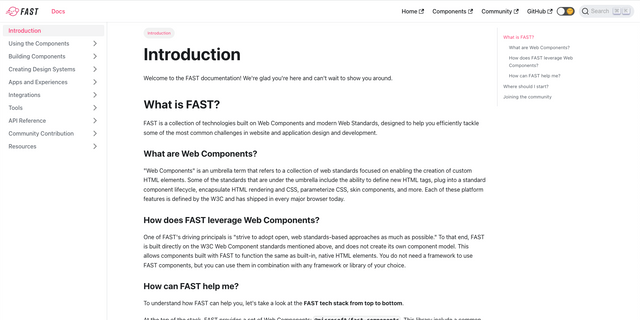 FAST Docs Home Components Community GitHub Search
Introduction
Using the Components
Building Components
Creating Design Systems
Apps and Experiences
Integrations
Tools
API Reference
Community Contribution
Resources
Introduction
Introduction
Welcome to the FAST documentation! We're glad you're here and can't wait to show you around.
What is FAST?
FAST is a collection of technologies built on Web Components and modern Web Standards, designed to help you efficiently tackle
some of the most common challenges in website and application design and development.
What are Web Components?
"Web Components" is an umbrella term that refers to a collection of web standards focused on enabling the creation of custom
HTML elements. Some of the standards that are under the umbrella include the ability to define new HTML tags, plug into a standard
component lifecycle, encapsulate HTML rendering and CSS, parameterize CSS, skin components, and more. Each of these platform
features is defined by the W3C and has shipped in every major browser today.
How does FAST leverage Web Components?
One of FAST's driving principals is "strive to adopt open, web standards-based approaches as much as possible." To that end, FAST
is built directly on the W3C Web Component standards mentioned above, and does not create its own component model. This
allows components built with FAST to function the same as built-in, native HTML elements. You do not need a framework to use
FAST components, but you can use them in combination with any framework or library of your choice.
How can FAST help me?
To understand how FAST can help you, let's take a look at the FAST tech stack from top to bottom.
What is FAST?
What are Web Components?
How does FAST leverage Web
Components?
How can FAST help me?
Where should I start?
Joining the community